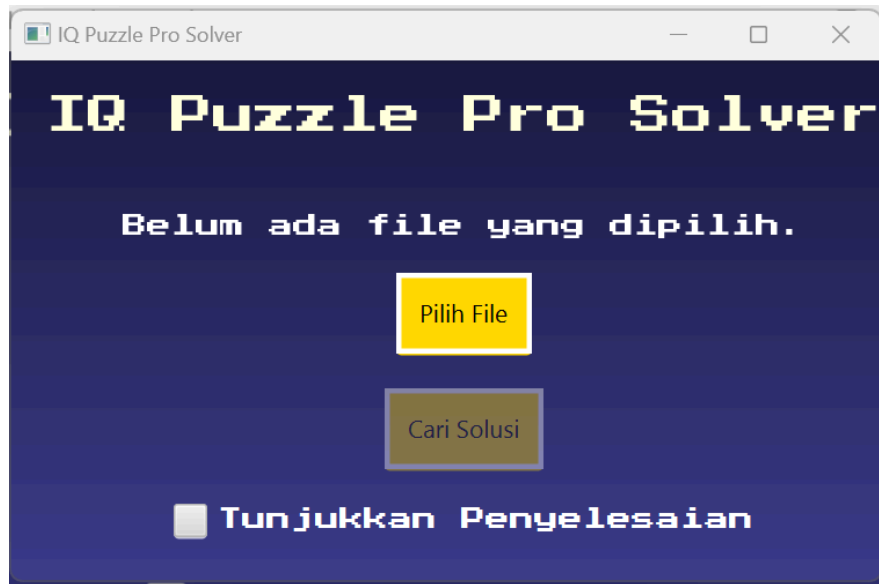 IQ Puzzle Pro Solver
IQ Puzzle Pro Solver
Belum ada file yang dipilih.
Pilih File
Cari Solusi
Tunjukkan Penyelesaian